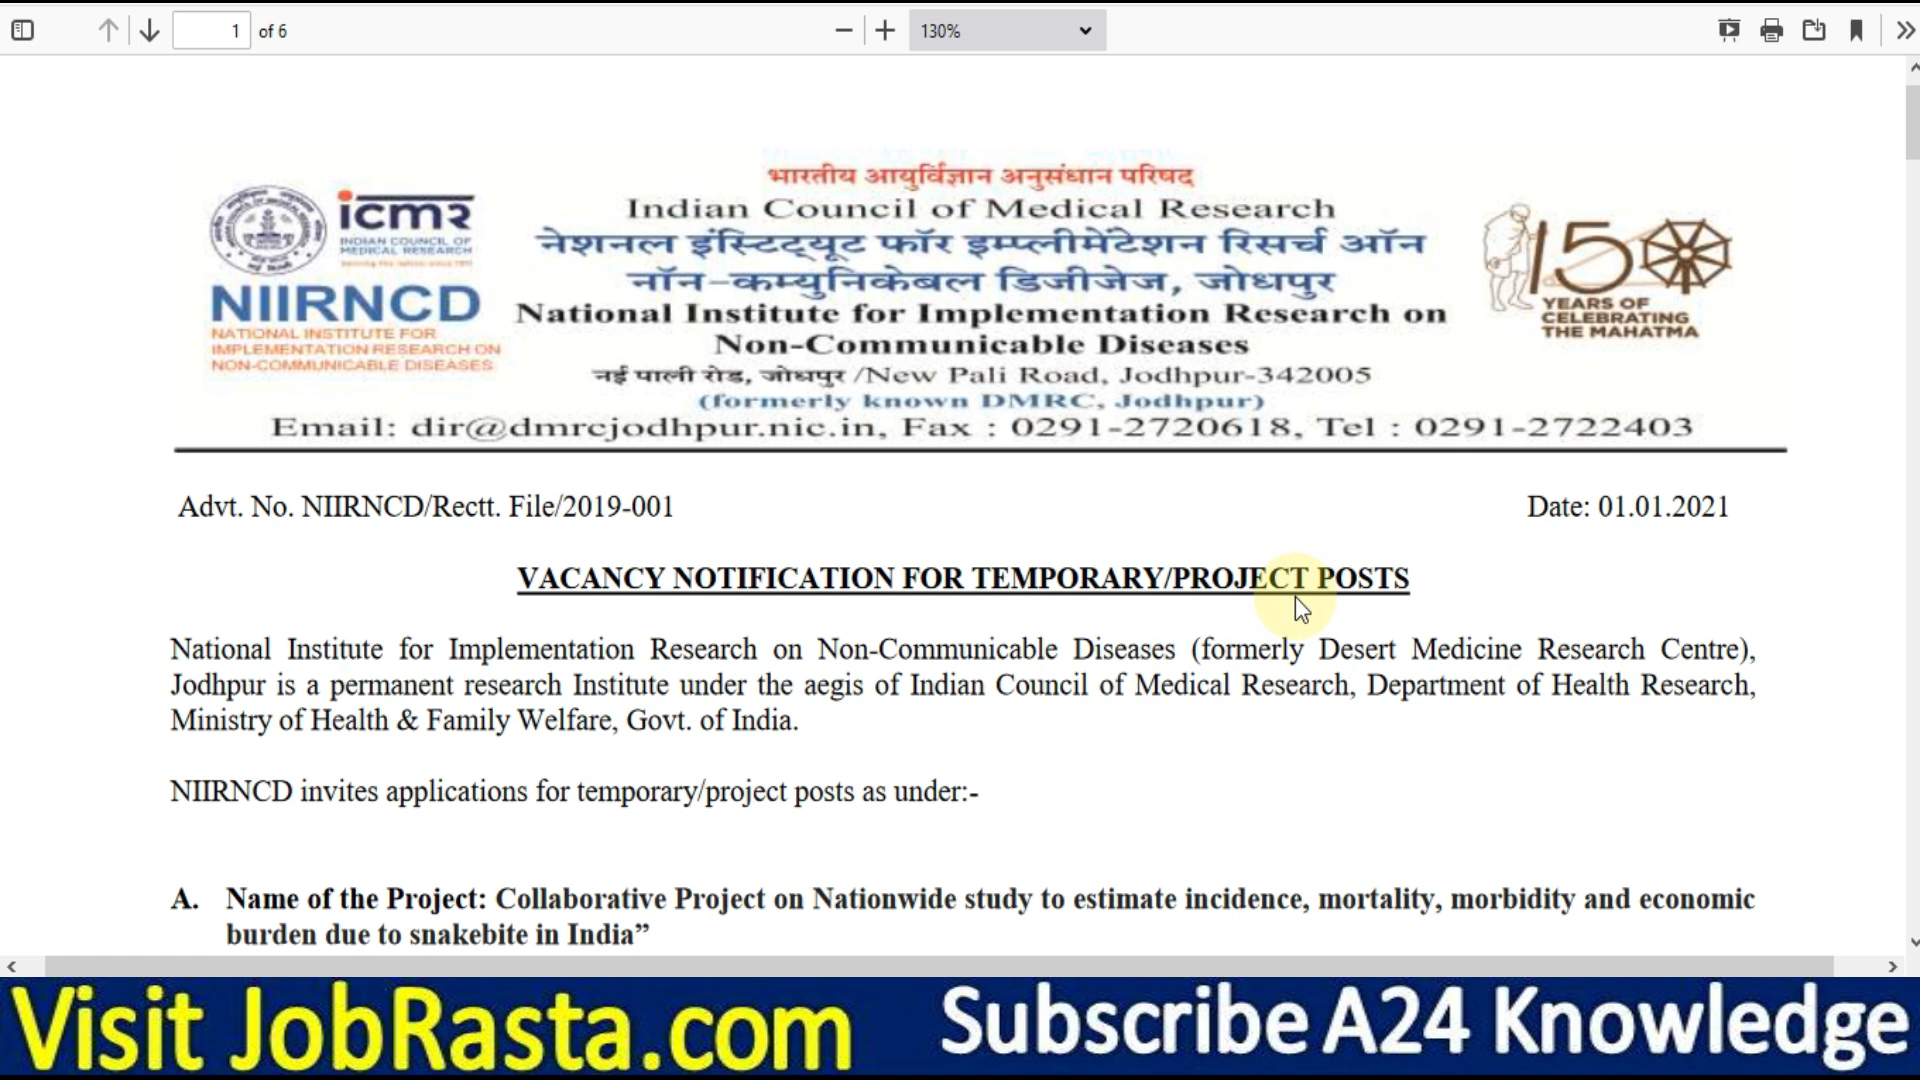 1 of 6
130%
भारतीय आयुर्विज्ञान अनुसंधान परिषद
Indian Council of Medical Research
नेशनल इंस्टिट्यूट फॉर इम्प्लीमेंटेशन रिसर्च ऑन
नॉन-कम्युनिकेबल डिजीजेज, जोधपुर
National Institute for Implementation Research on
Non-Communicable Diseases
नई पाली रोड, जोधपुर /New Pali Road, Jodhpur-342005
(formerly known DMRC, Jodhpur)
Email: dir@dmrcjodhpur.nic.in, Fax : 0291-2720618, Tel : 0291-2722403
icmr
INDIAN COUNCIL OF
MEDICAL RESEARCH
NIIRNCD
NATIONAL INSTITUTE FOR
IMPLEMENTATION RESEARCH ON
NON-COMMUNICABLE DISEASES
150
YEARS OF
CELEBRATING
THE MAHATMA
Advt. No. NIIRNCD/Rectt. File/2019-001
Date: 01.01.2021
VACANCY NOTIFICATION FOR TEMPORARY/PROJECT POSTS
National Institute for Implementation Research on Non-Communicable Diseases (formerly Desert Medicine Research Centre),
Jodhpur is a permanent research Institute under the aegis of Indian Council of Medical Research, Department of Health Research,
Ministry of Health & Family Welfare, Govt. of India.
NIIRNCD invites applications for temporary/project posts as under:-
A. Name of the Project: Collaborative Project on Nationwide study to estimate incidence, mortality, morbidity and economic
burden due to snakebite in India”
Visit JobRasta.com
Subscribe A24 Knowledge